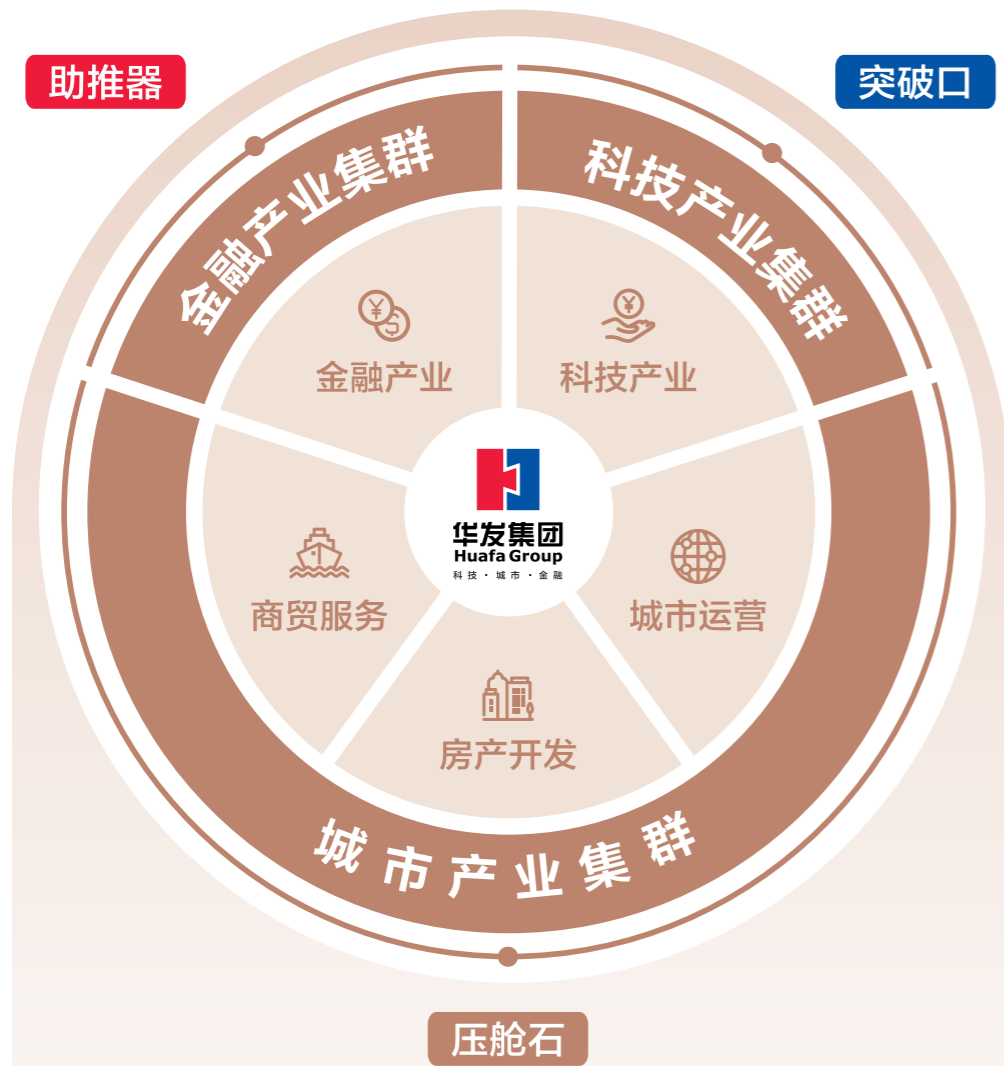 助推器
突破口
金融产业集群
科技产业集群
金融产业
科技产业
华发集团
Huafa Group
科技·城市·金融
商贸服务
城市运营
房产开发
城市产业集群
压舱石